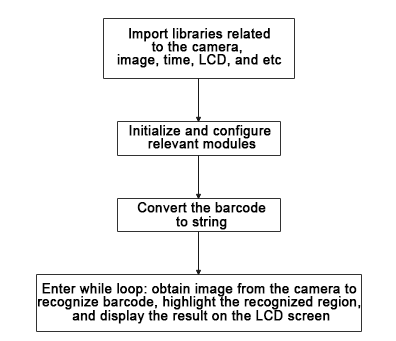 Import libraries related
to the camera,
image, time, LCD, and etc
Initialize and configure
relevant modules
Convert the barcode
to string
Enter while loop: obtain image from the camera to
recognize barcode, highlight the recognized region,
and display the result on the LCD screen